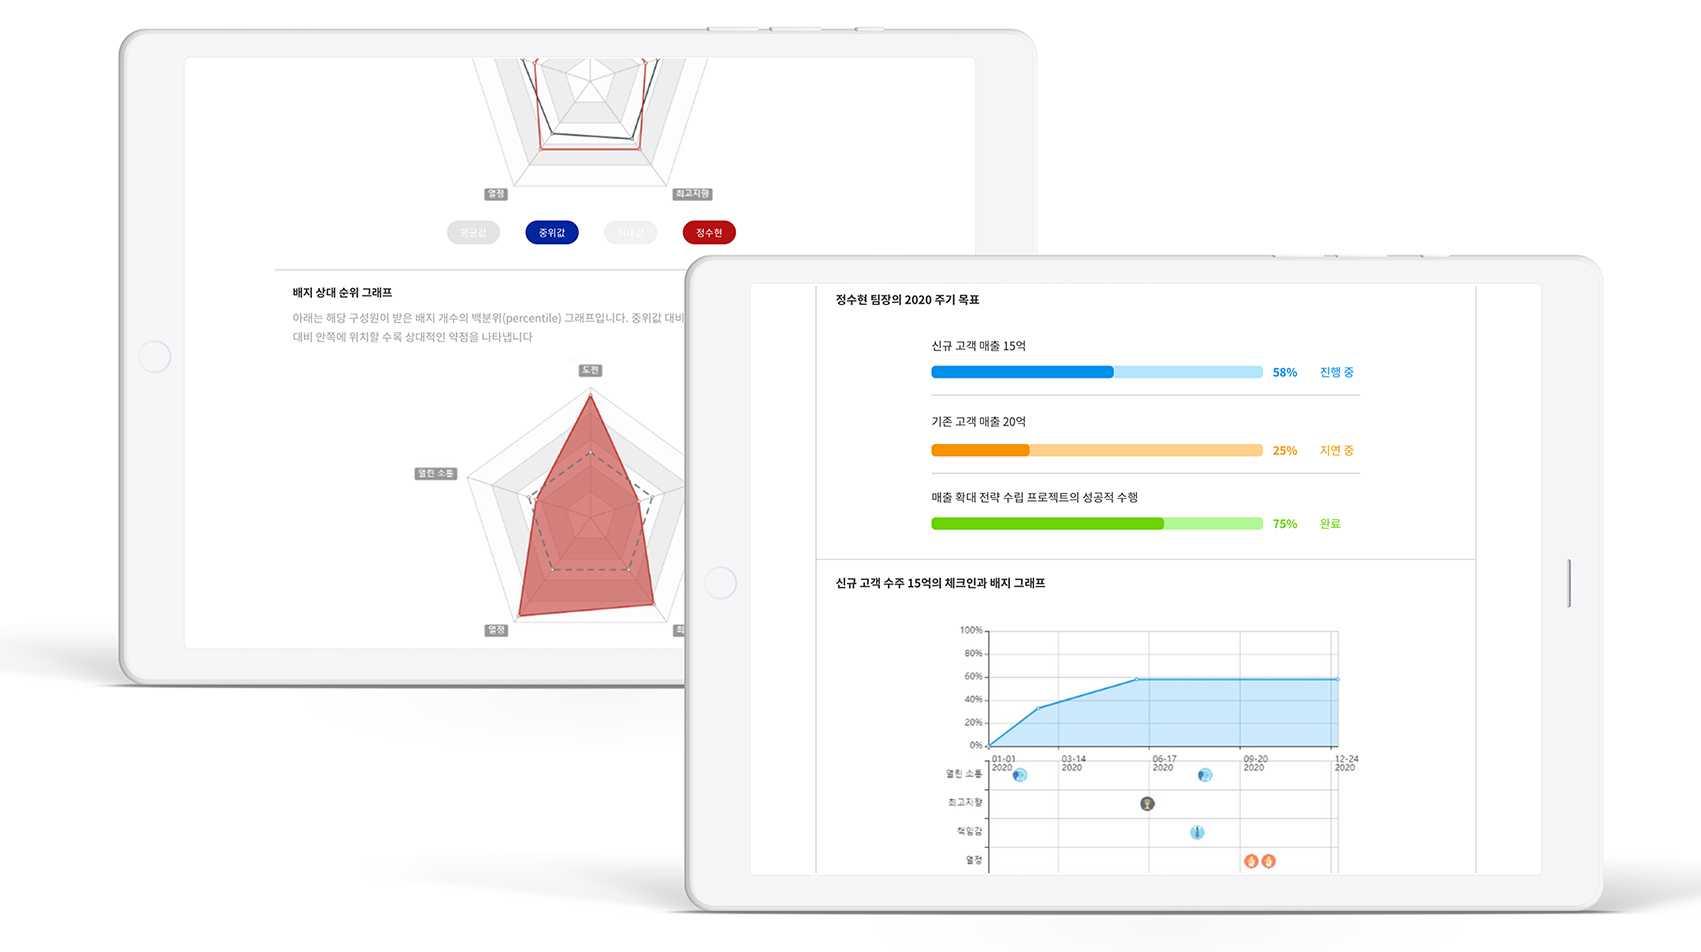 열정
최고지향
평균값
중위값
정수현
배지 상대 순위 그래프
아래는 해당 구성원이 받은 배지 개수의 백분위(percentile) 그래프입니다. 중위값 대비
대비 안쪽에 위치할 수록 상대적인 약점을 나타냅니다
도전
열린 소통
열정
최
정수현 팀장의 2020 주기 목표
신규 고객 매출 15억
58% 진행 중
기존 고객 매출 20억
25% 지연 중
매출 확대 전략 수립 프로젝트의 성공적 수행
75% 완료
신규 고객 수주 15억의 체크인과 배지 그래프
100%
80%
60%
40%
20%
0%
01-01 03-14 06-17 09-20 12-24
2020 2020 2020 2020 2020
열린 소통
최고지향
책임감
열정